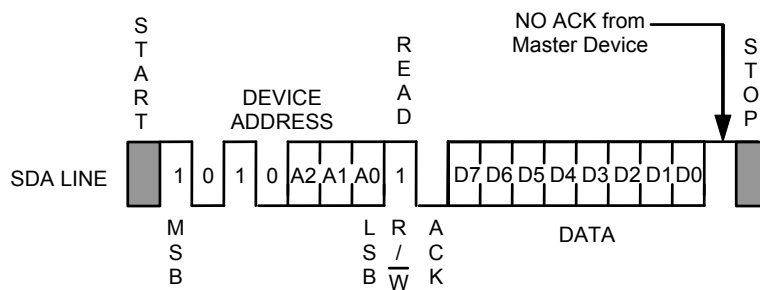 START
READ
NO ACK from
Master Device
STOP
DEVICE
ADDRESS
SDA LINE
1 0 1 0 A2 A1 A0 1 D7 D6 D5 D4 D3 D2 D1 D0
MSB
LSB
R/W
ACK
DATA